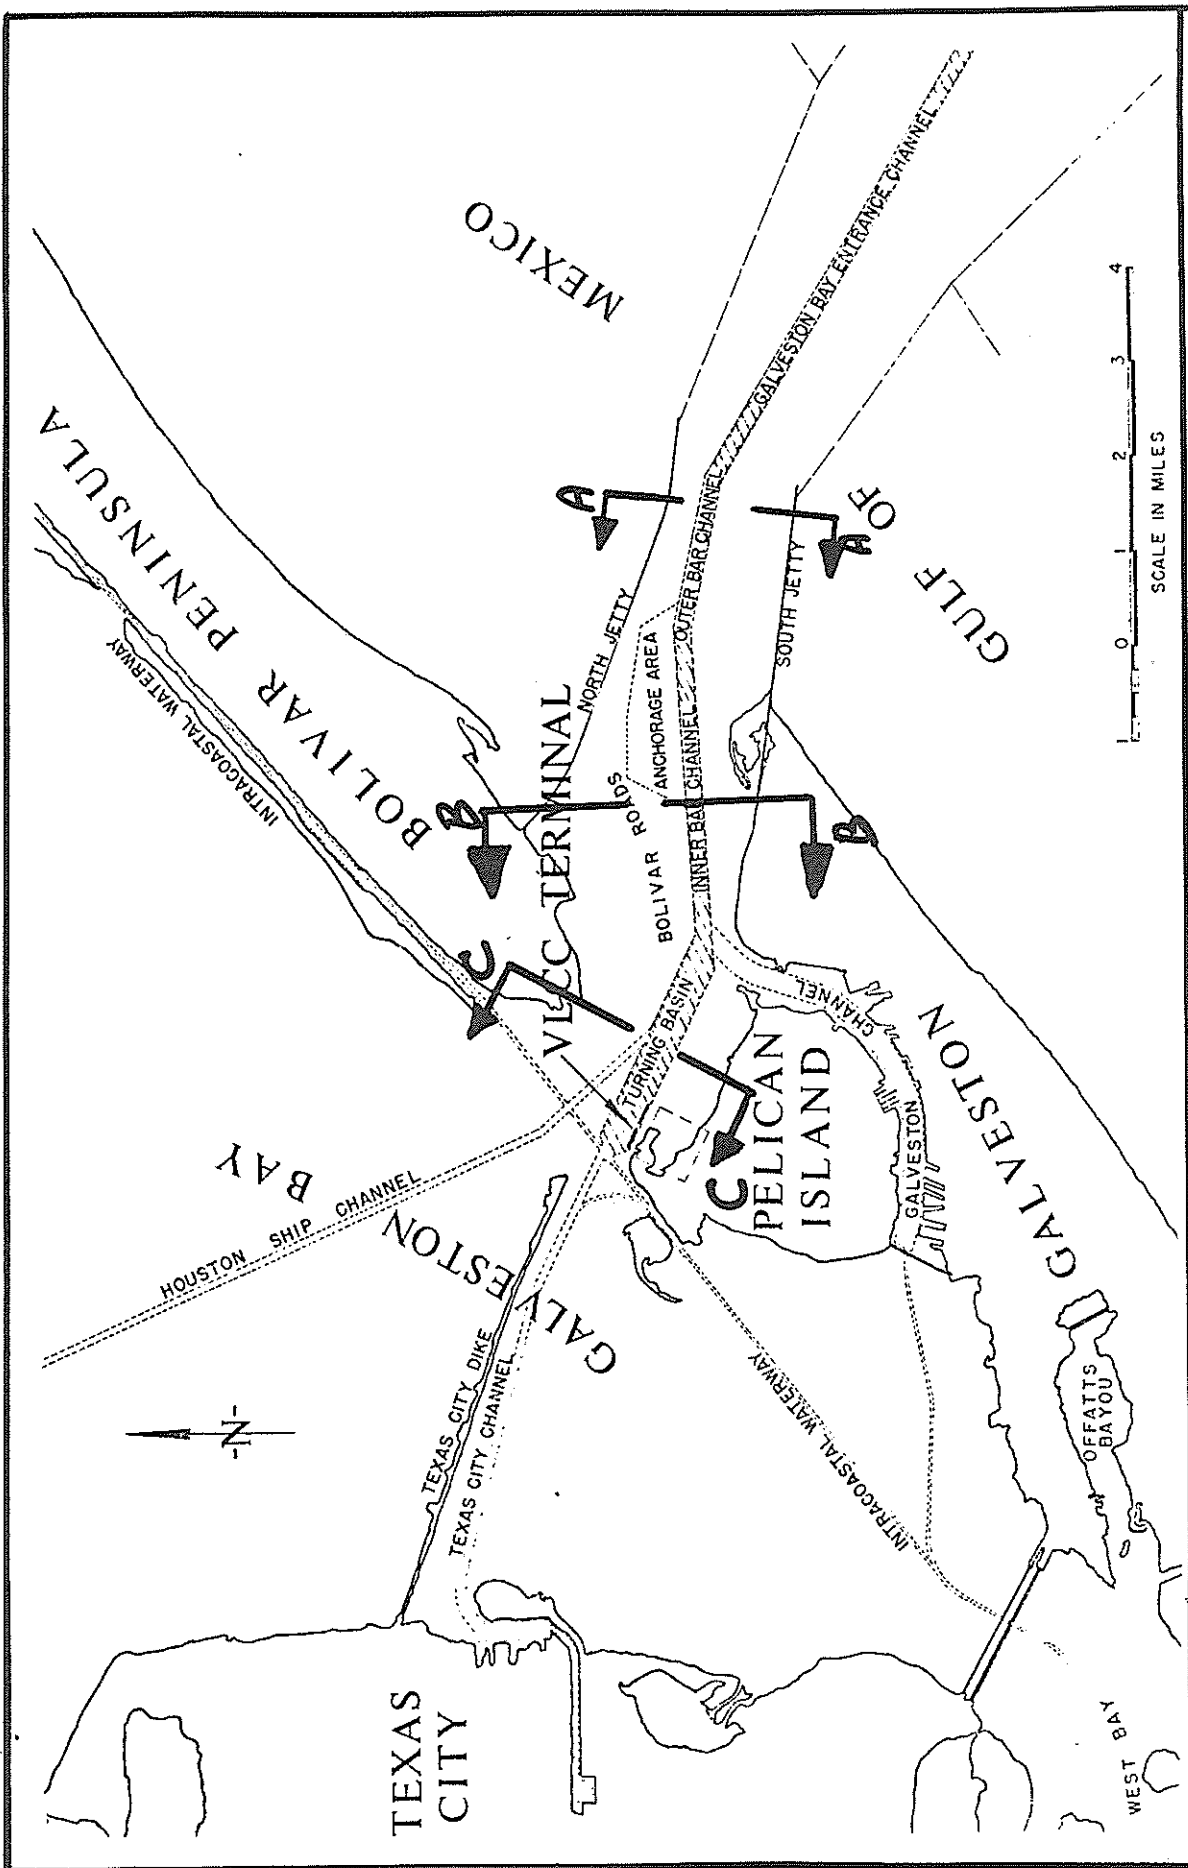 MEXICO
BOLIVAR PENINSULA
INTRACOASTAL WATERWAY
GALVESTON BAY ENTRANCE CHANNEL
A
A
NORTH JETTY
ANCHORAGE AREA
OUTER BAR CHANNEL
SOUTH JETTY
GULF OF
VLCC TERMINAL
BOLIVAR ROADS
INNER BAR CHANNEL
B
B
C
C
TURNING BASIN
GALVESTON CHANNEL
PELICAN
ISLAND
GALVESTON
HOUSTON SHIP CHANNEL
GALVESTON BAY
TEXAS CITY DIKE
TEXAS CITY CHANNEL
INTRACOASTAL WATERWAY
OFFATTS
BAYOU
-N-
TEXAS
CITY
WEST BAY
1 0 1 2 3 4
SCALE IN MILES